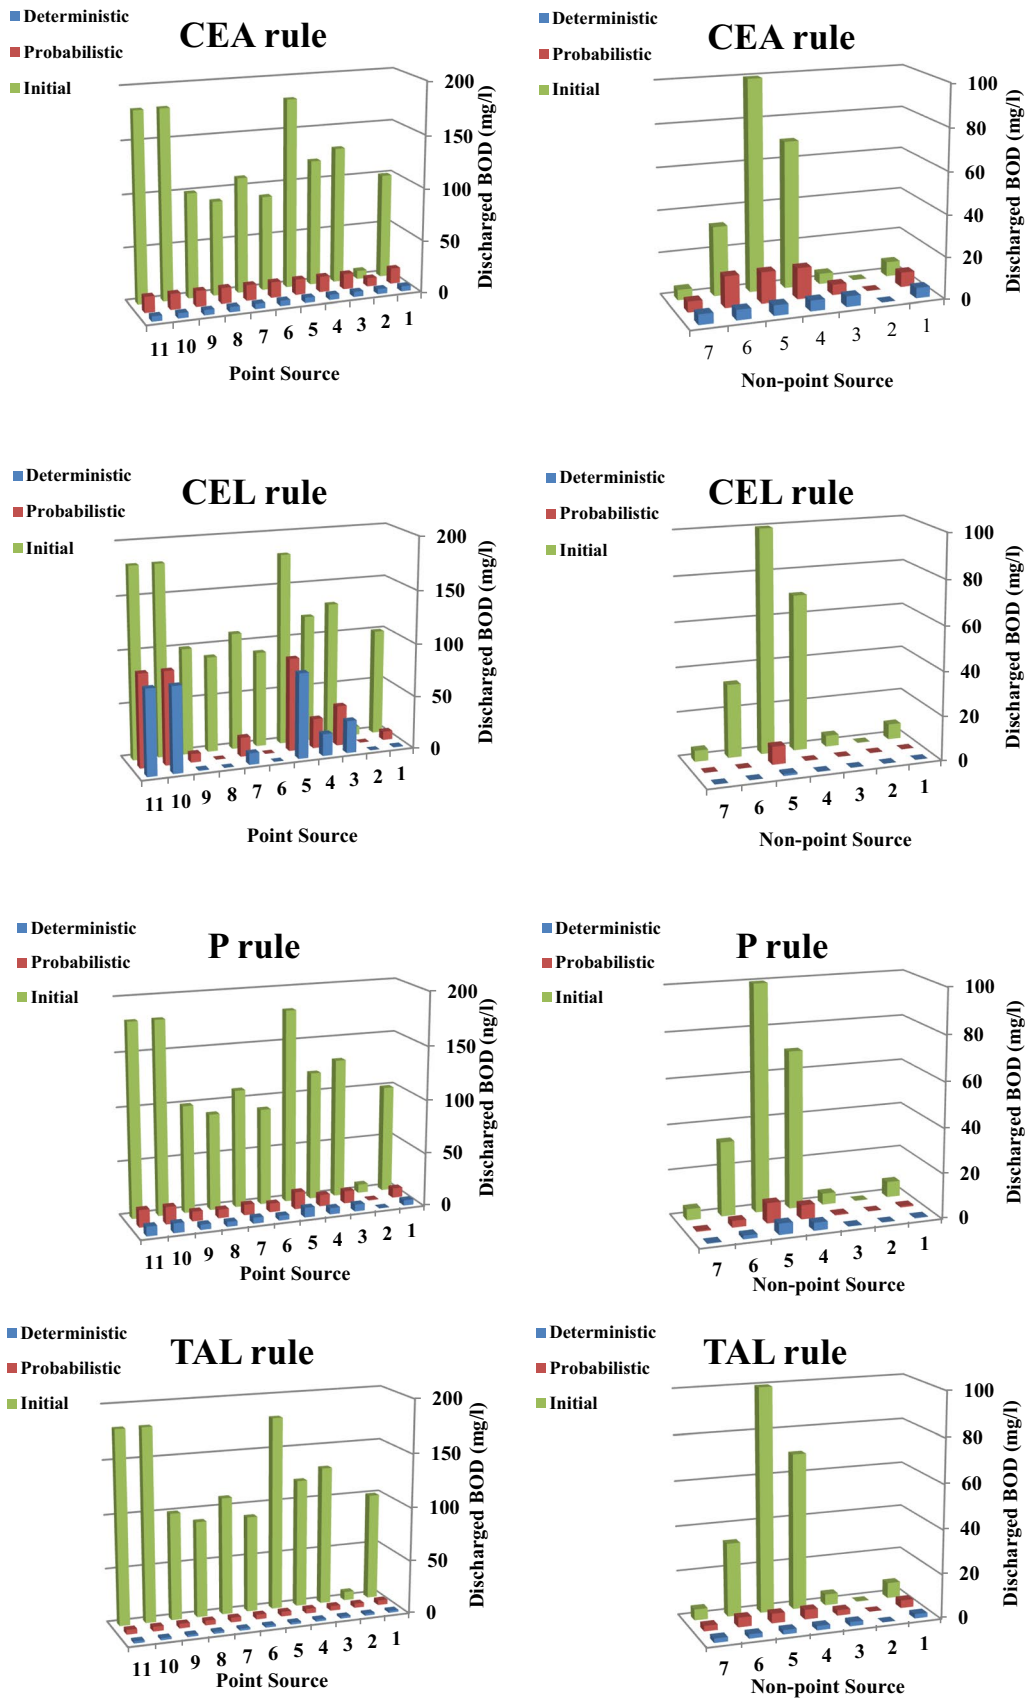 Deterministic
CEA rule
Probabilistic
Initial
200
150
100
50
0
Discharged BOD (mg/l)
11 10 9 8 7 6 5 4 3 2 1
Point Source
Deterministic
CEA rule
Probabilistic
Initial
100
80
60
40
20
0
Discharged BOD (mg/l)
7 6 5 4 3 2 1
Non-point Source
Deterministic
CEL rule
Probabilistic
Initial
200
150
100
50
0
Discharged BOD (mg/l)
11 10 9 8 7 6 5 4 3 2 1
Point Source
Deterministic
CEL rule
Probabilistic
Initial
100
80
60
40
20
0
Discharged BOD (mg/l)
7 6 5 4 3 2 1
Non-point Source
Deterministic
P rule
Probabilistic
Initial
200
150
100
50
0
Discharged BOD (ng/l)
11 10 9 8 7 6 5 4 3 2 1
Point Source
Deterministic
P rule
Probabilistic
Initial
100
80
60
40
20
0
Discharged BOD (mg/l)
7 6 5 4 3 2 1
Non-point Source
Deterministic
TAL rule
Probabilistic
Initial
200
150
100
50
0
Discharged BOD (mg/l)
11 10 9 8 7 6 5 4 3 2 1
Point Source
Deterministic
TAL rule
Probabilistic
Initial
100
80
60
40
20
0
Discharged BOD (mg/l)
7 6 5 4 3 2 1
Non-point Source